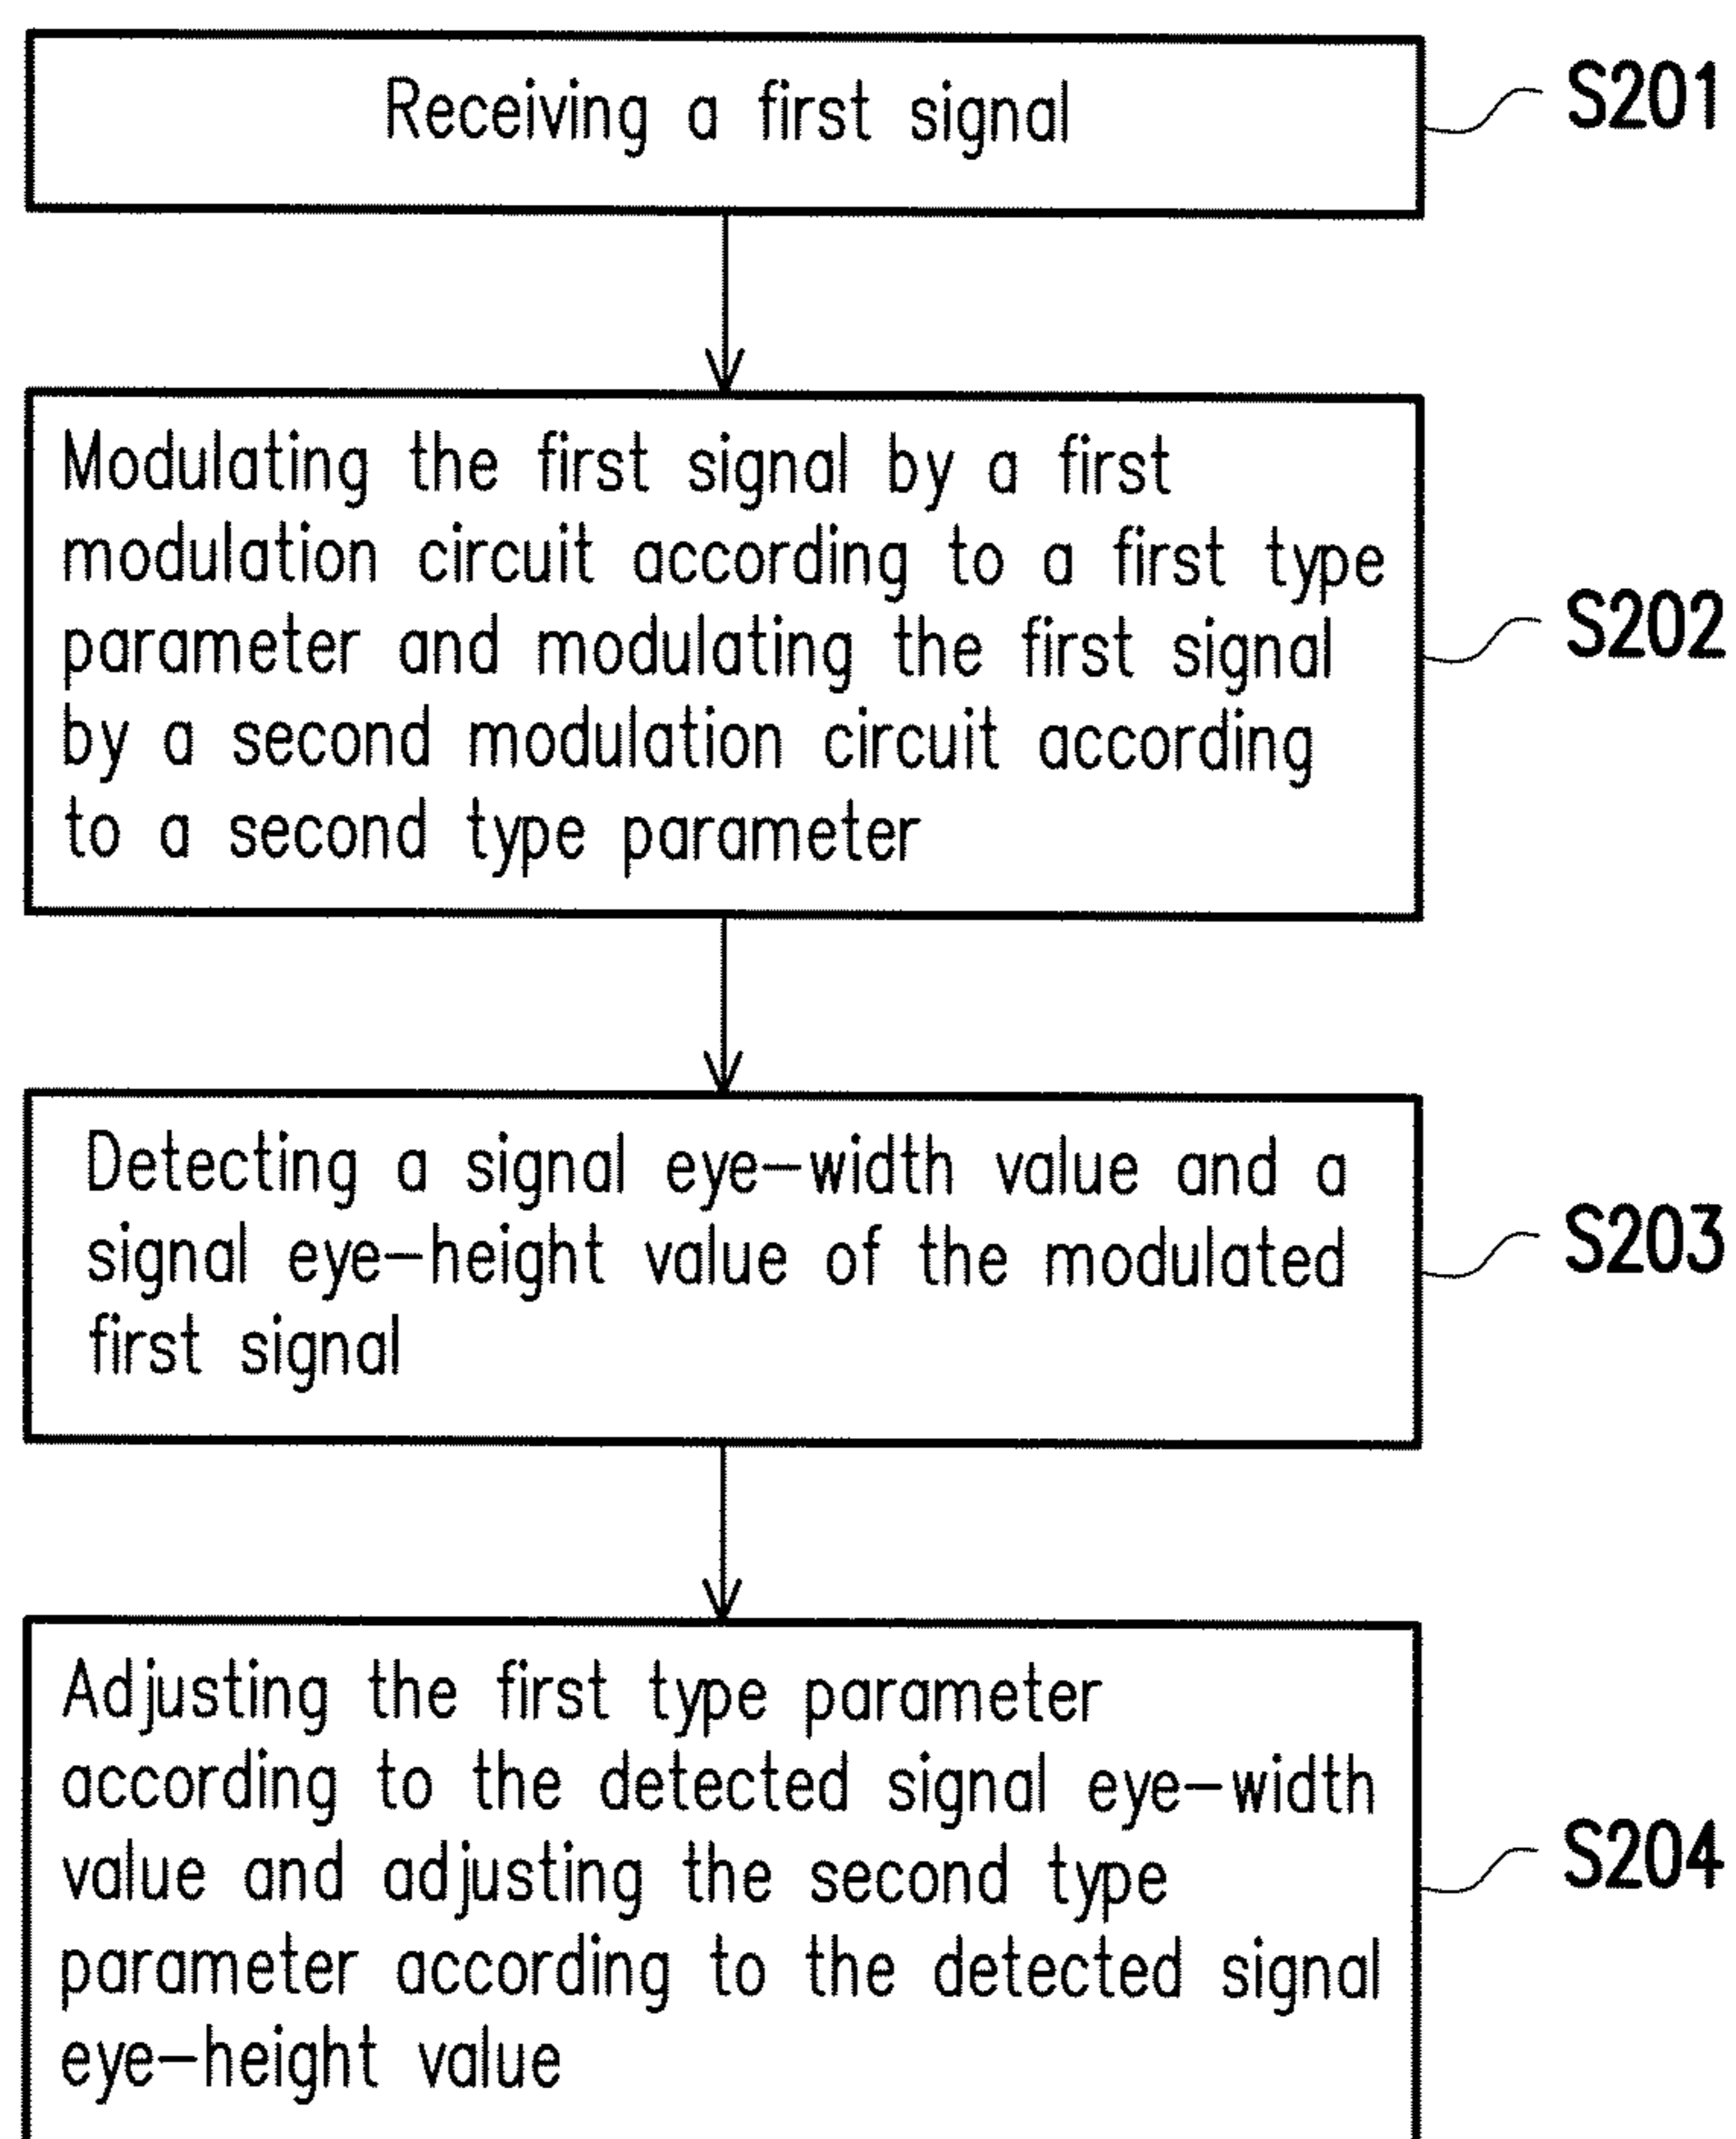 Receiving a first signal
S201
Modulating the first signal by a first
modulation circuit according to a first type
parameter and modulating the first signal
by a second modulation circuit according
to a second type parameter
S202
Detecting a signal eye-width value and a
signal eye-height value of the modulated
first signal
S203
Adjusting the first type parameter
according to the detected signal eye-width
value and adjusting the second type
parameter according to the detected signal
eye-height value
S204